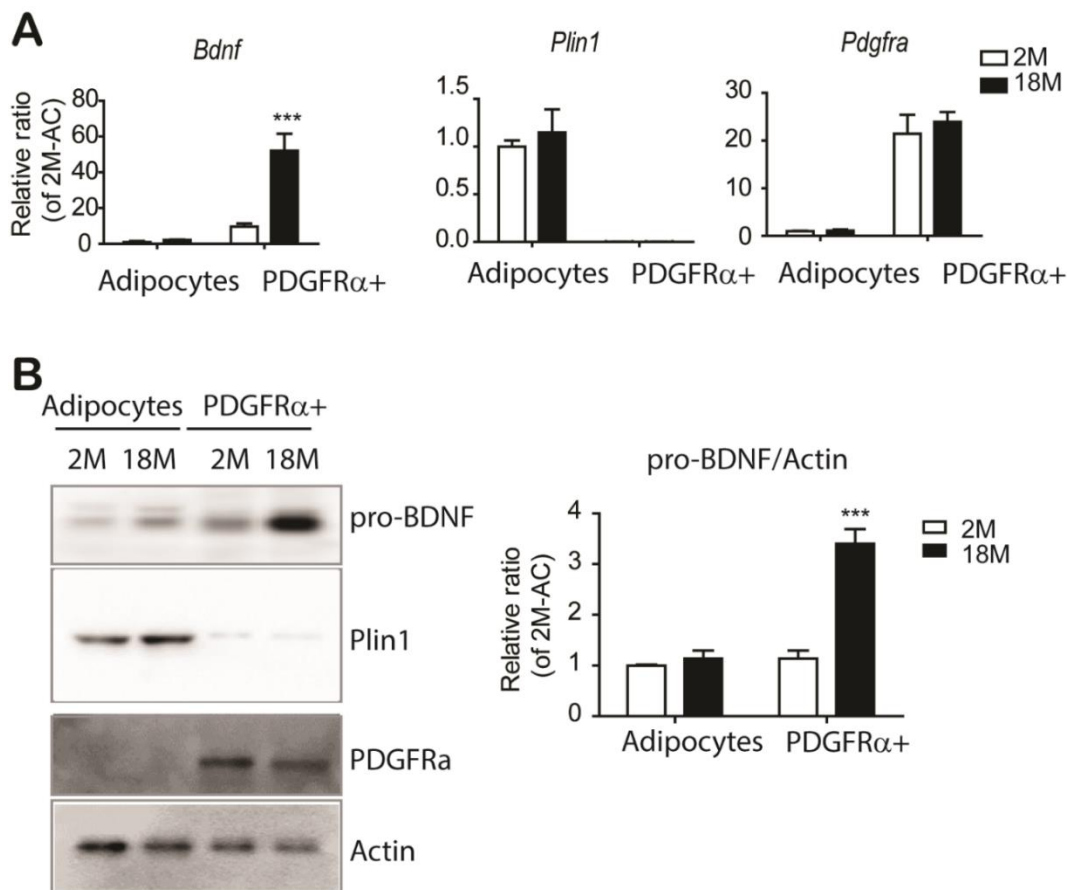 A
Bdnf
Relative ratio
(of 2M-AC)
80
60
40
20
0
***
Adipocytes PDGFRα+
Plin1
1.5
1.0
0.5
0.0
Adipocytes PDGFRα+
Pdgfra
30
20
10
0
Adipocytes PDGFRα+
2M
18M
B
Adipocytes PDGFRα+
2M 18M 2M 18M
pro-BDNF
Plin1
PDGFRa
Actin
pro-BDNF/Actin
Relative ratio
(of 2M-AC)
4
3
2
1
0
***
Adipocytes PDGFRα+
2M
18M